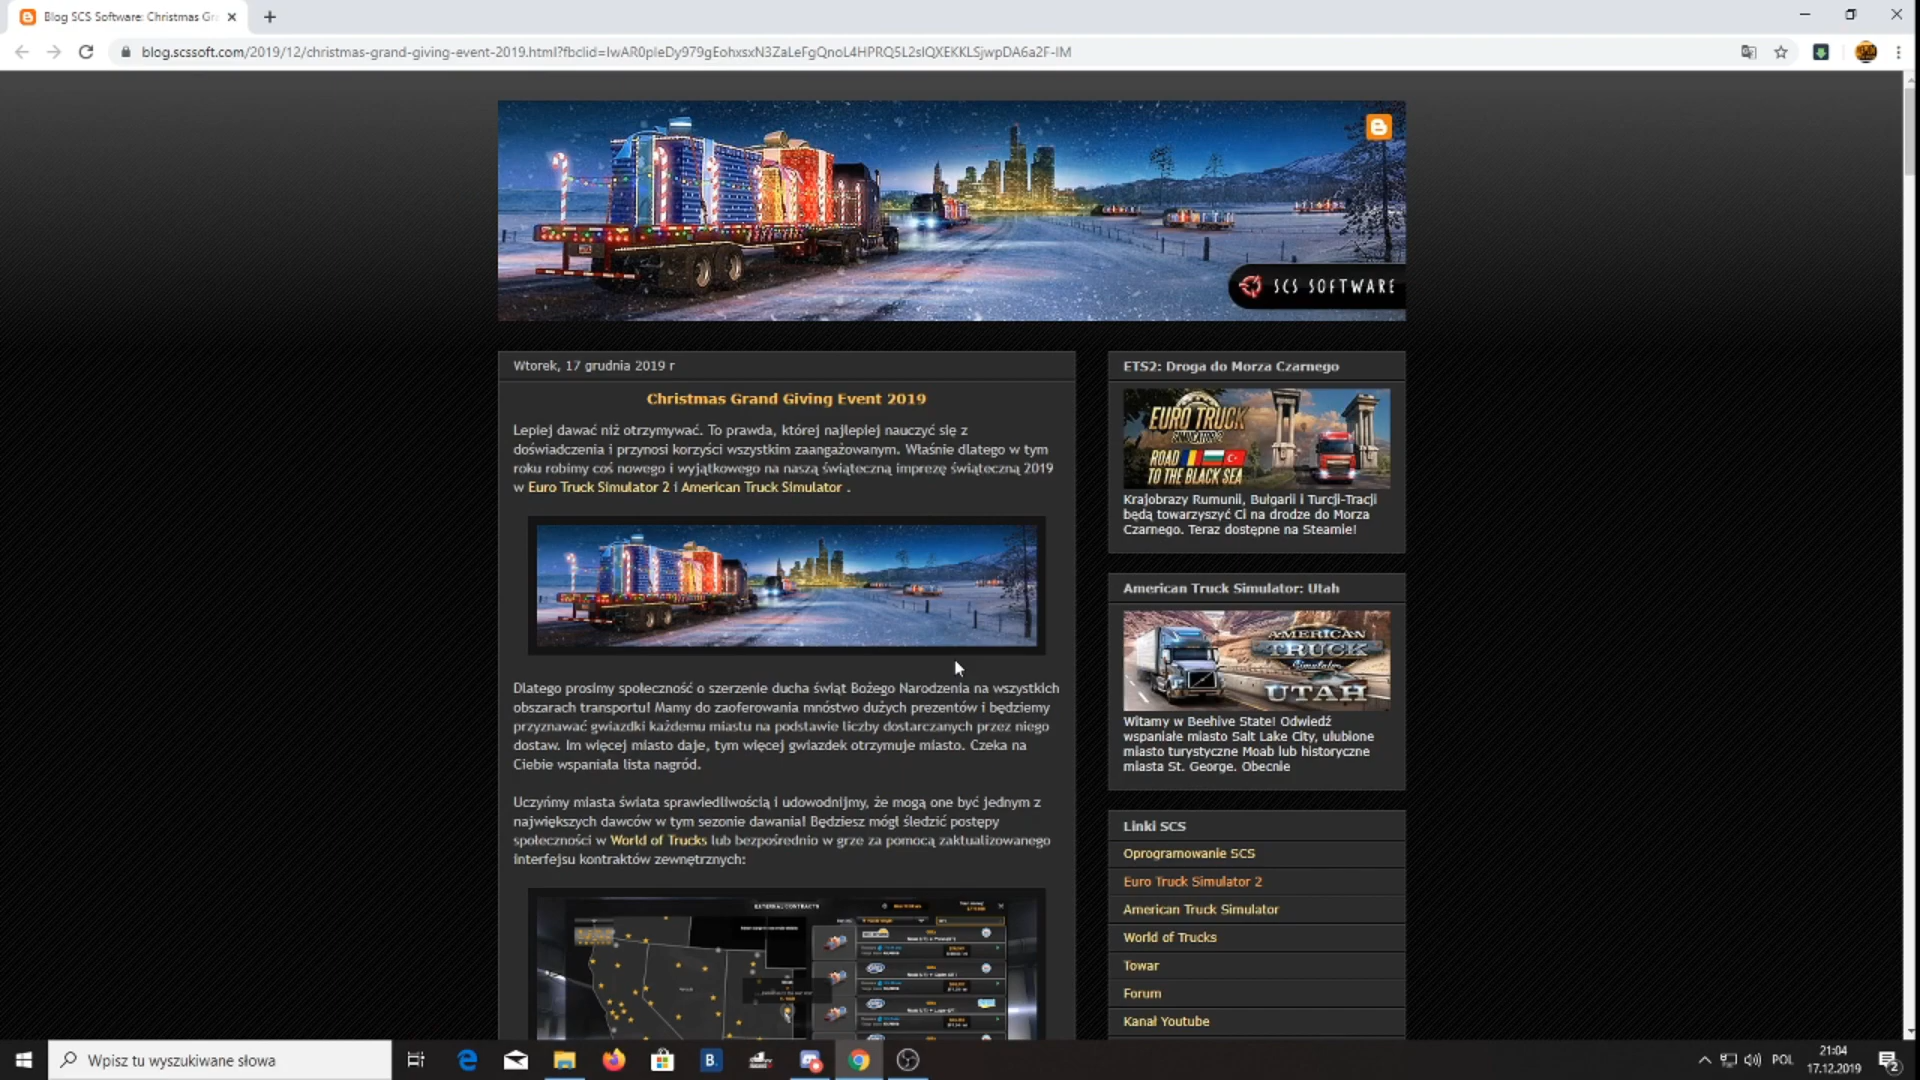 Blog SCS Software: Christmas Gr
blog.scssoft.com/2019/12/christmas-grand-giving-event-2019.html?fbclid=IwAR0pIeDy979gEohxsxN3ZaLeFgQnoL4HPRQ5L2sIQXEKKLSjwpDA6a2F-IM
SCS SOFTWARE
Wtorek, 17 grudnia 2019 r
Christmas Grand Giving Event 2019
Lepiej dawać niż otrzymywać. To prawda, której najlepiej nauczyć się z
doświadczenia i przynosi korzyści wszystkim zaangażowanym. Właśnie dlatego w tym
roku robimy coś nowego i wyjątkowego na naszą świąteczną imprezę świąteczną 2019
w Euro Truck Simulator 2 i American Truck Simulator .
Dlatego prosimy społeczność o szerzenie ducha świąt Bożego Narodzenia na wszystkich
obszarach transportu! Mamy do zaoferowania mnóstwo dużych prezentów i będziemy
przyznawać gwiazdki każdemu miastu na podstawie liczby dostarczanych przez niego
dostaw. Im więcej miasto daje, tym więcej gwiazdek otrzymuje miasto. Czeka na
Ciebie wspaniała lista nagród.
Uczyńmy miasta świata sprawiedliwością i udowodnijmy, że mogą one być jednym z
największych dawców w tym sezonie dawania! Będziesz mógł śledzić postępy
społeczności w World of Trucks lub bezpośrednio w grze za pomocą zaktualizowanego
interfejsu kontraktów zewnętrznych:
EXTERNAL CONTRACTS
ETS2: Droga do Morza Czarnego
EURO TRUCK
SIMULATOR 2
ROAD
TO THE BLACK SEA
Krajobrazy Rumunii, Bułgarii i Turcji-Tracji
będą towarzyszyć Ci na drodze do Morza
Czarnego. Teraz dostępne na Steamie!
American Truck Simulator: Utah
AMERICAN
TRUCK
Simulator
UTAH
Witamy w Beehive State! Odwiedź
wspaniałe miasto Salt Lake City, ulubione
miasto turystyczne Moab lub historyczne
miasta St. George. Obecnie
Linki SCS
Oprogramowanie SCS
Euro Truck Simulator 2
American Truck Simulator
World of Trucks
Towar
Forum
Kanał Youtube
Wpisz tu wyszukiwane słowa
B.
POL
21:04
17.12.2019
2